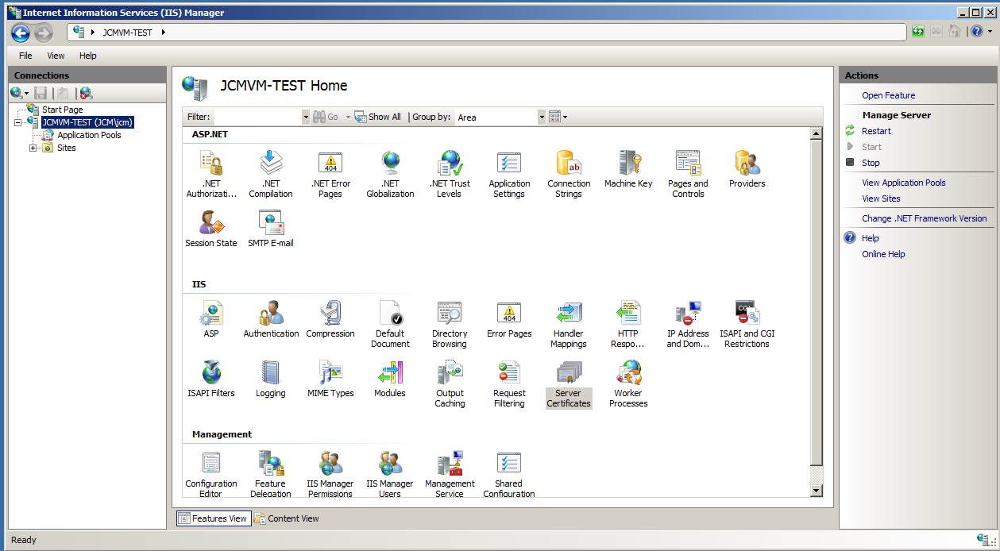 Internet Information Services (IIS) Manager
JCMVM-TEST
File View Help
Connections
Start Page
JCMVM-TEST (JCM\jcm)
Application Pools
Sites
JCMVM-TEST Home
Filter: Go Show All Group by: Area
ASP.NET
.NET Authorizati...
.NET Compilation
.NET Error Pages
.NET Globalization
.NET Trust Levels
Application Settings
Connection Strings
Machine Key
Pages and Controls
Providers
Session State
SMTP E-mail
IIS
ASP
Authentication
Compression
Default Document
Directory Browsing
Error Pages
Handler Mappings
HTTP Respo...
IP Address and Dom...
ISAPI and CGI Restrictions
ISAPI Filters
Logging
MIME Types
Modules
Output Caching
Request Filtering
Server Certificates
Worker Processes
Management
Configuration Editor
Feature Delegation
IIS Manager Permissions
IIS Manager Users
Management Service
Shared Configuration
Features View Content View
Actions
Open Feature
Manage Server
Restart
Start
Stop
View Application Pools
View Sites
Change .NET Framework Version
Help
Online Help
Ready